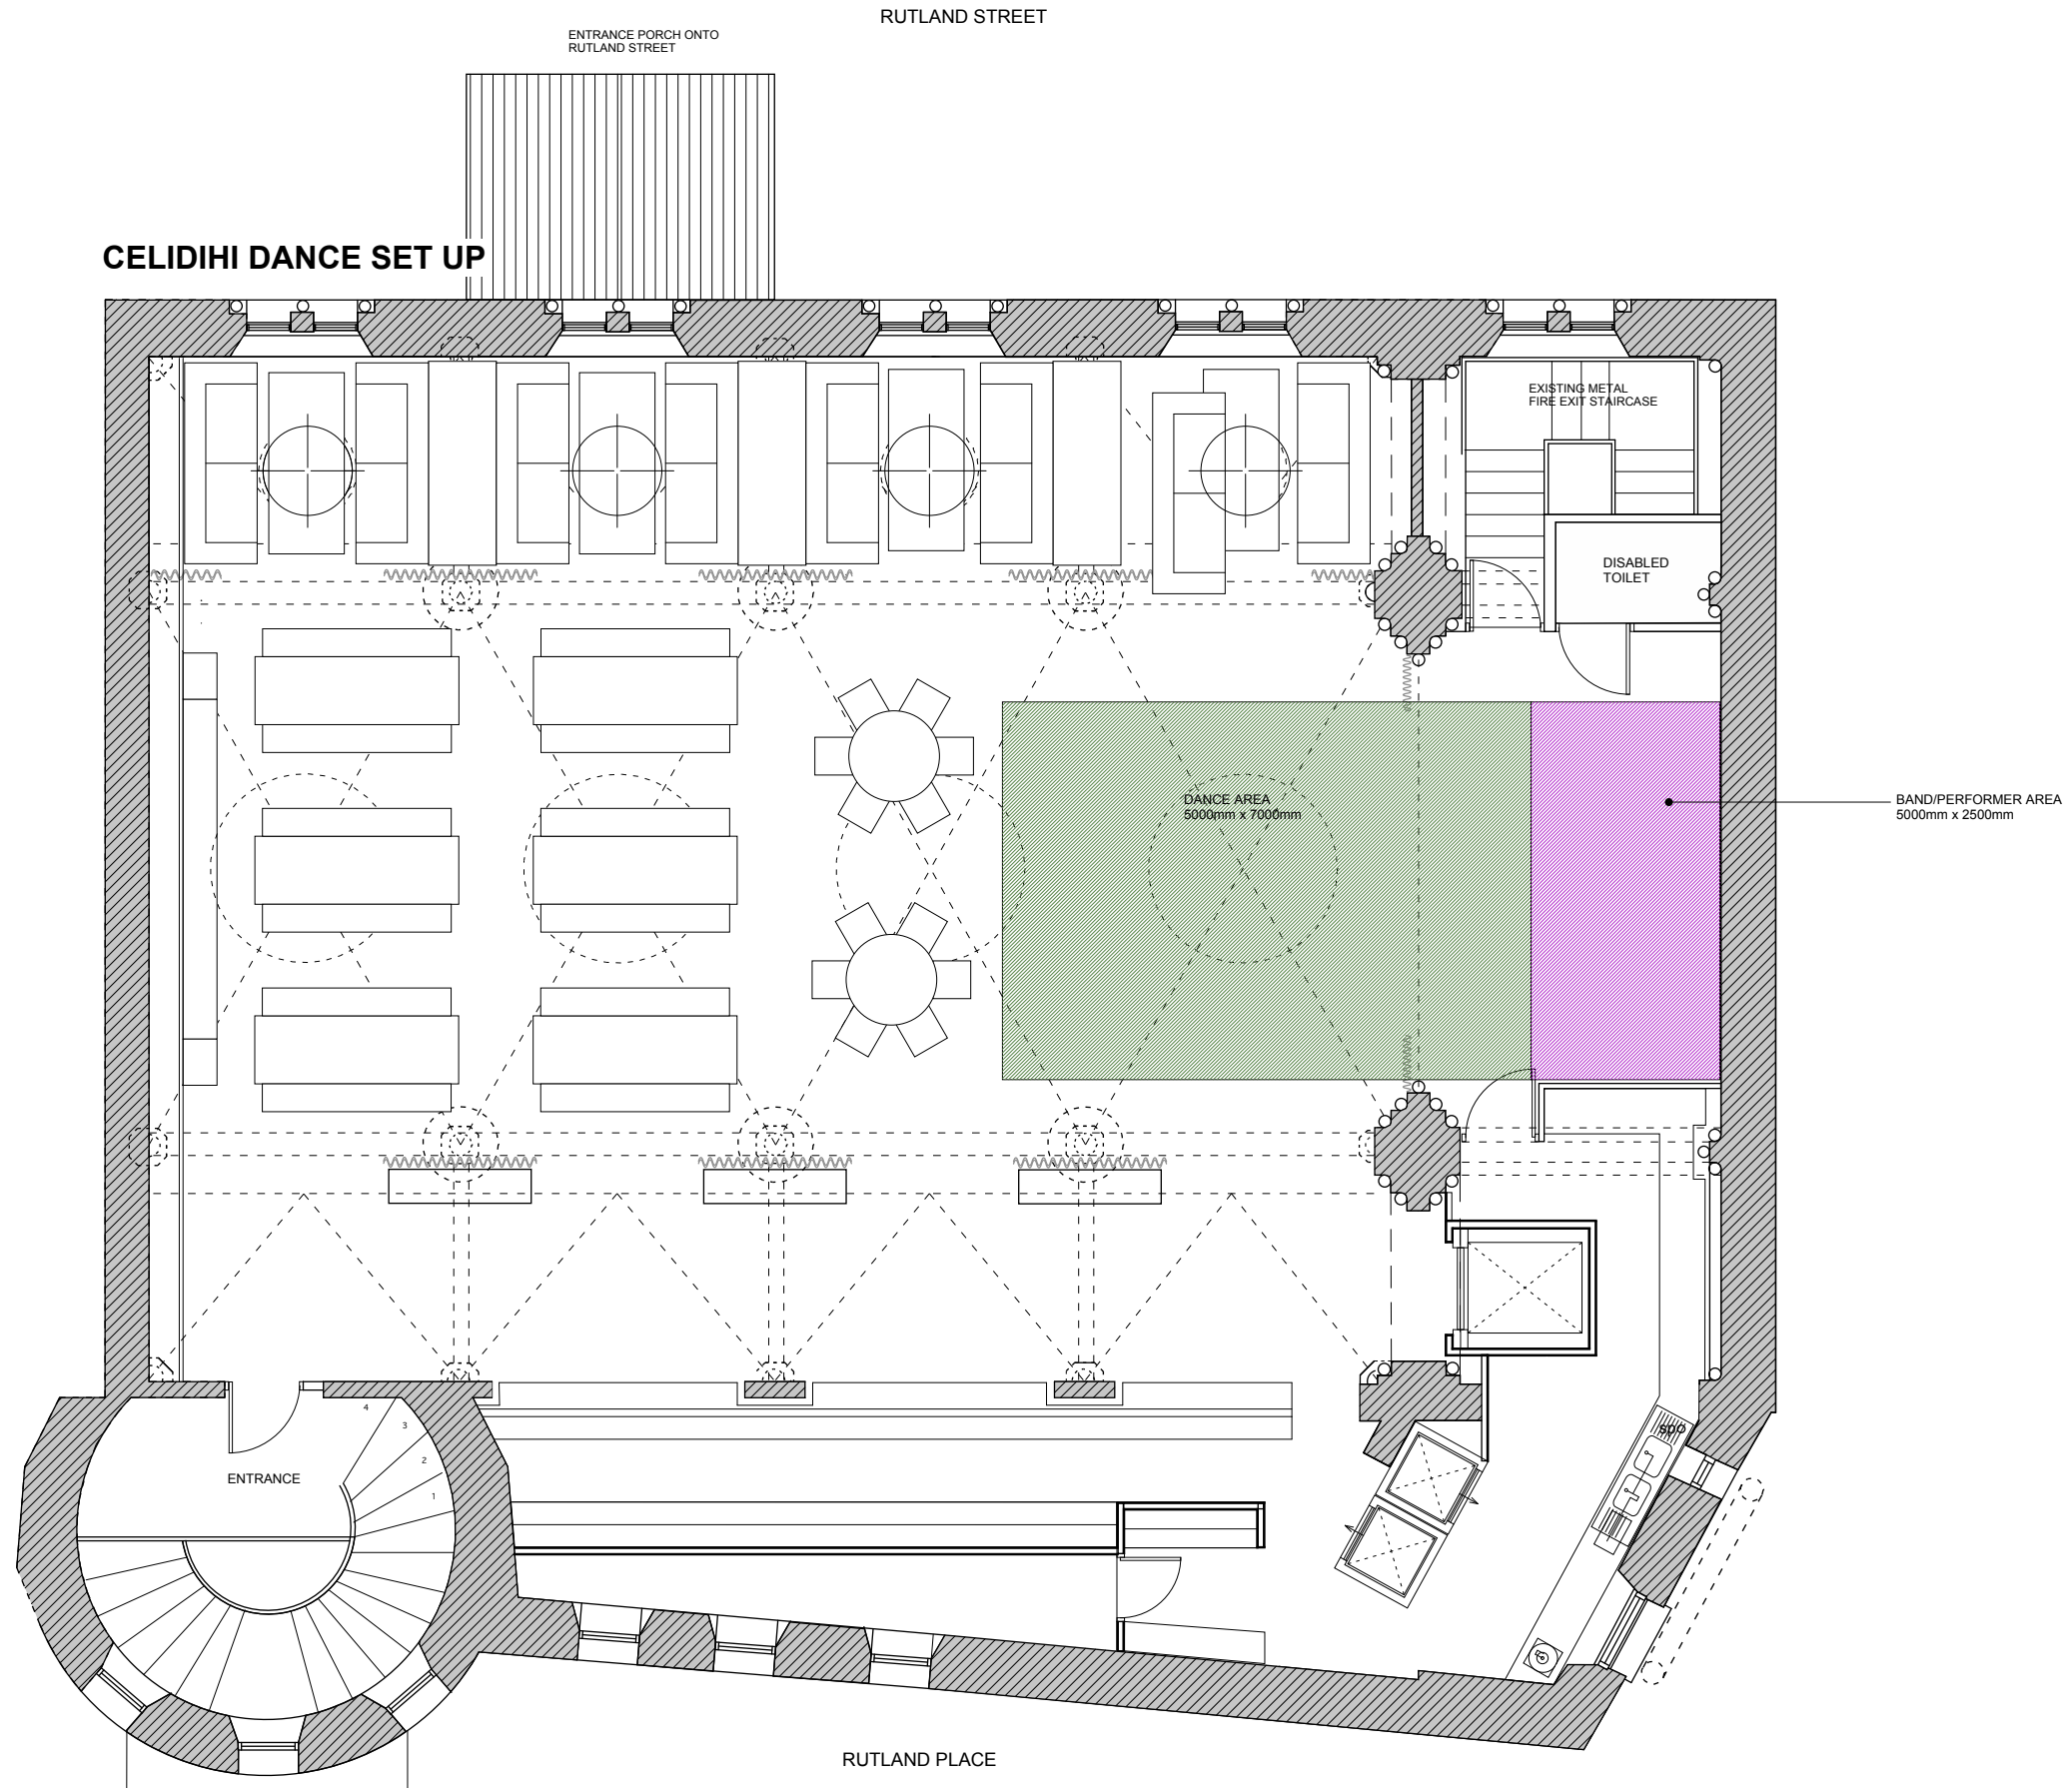 RUTLAND STREET
ENTRANCE PORCH ONTO
RUTLAND STREET
CELIDIHI DANCE SET UP
EXISTING METAL
FIRE EXIT STAIRCASE
DISABLED
TOILET
DANCE AREA
5000mm x 7000mm
BAND/PERFORMER AREA
5000mm x 2500mm
4
3
2
1
ENTRANCE
spo
RUTLAND PLACE